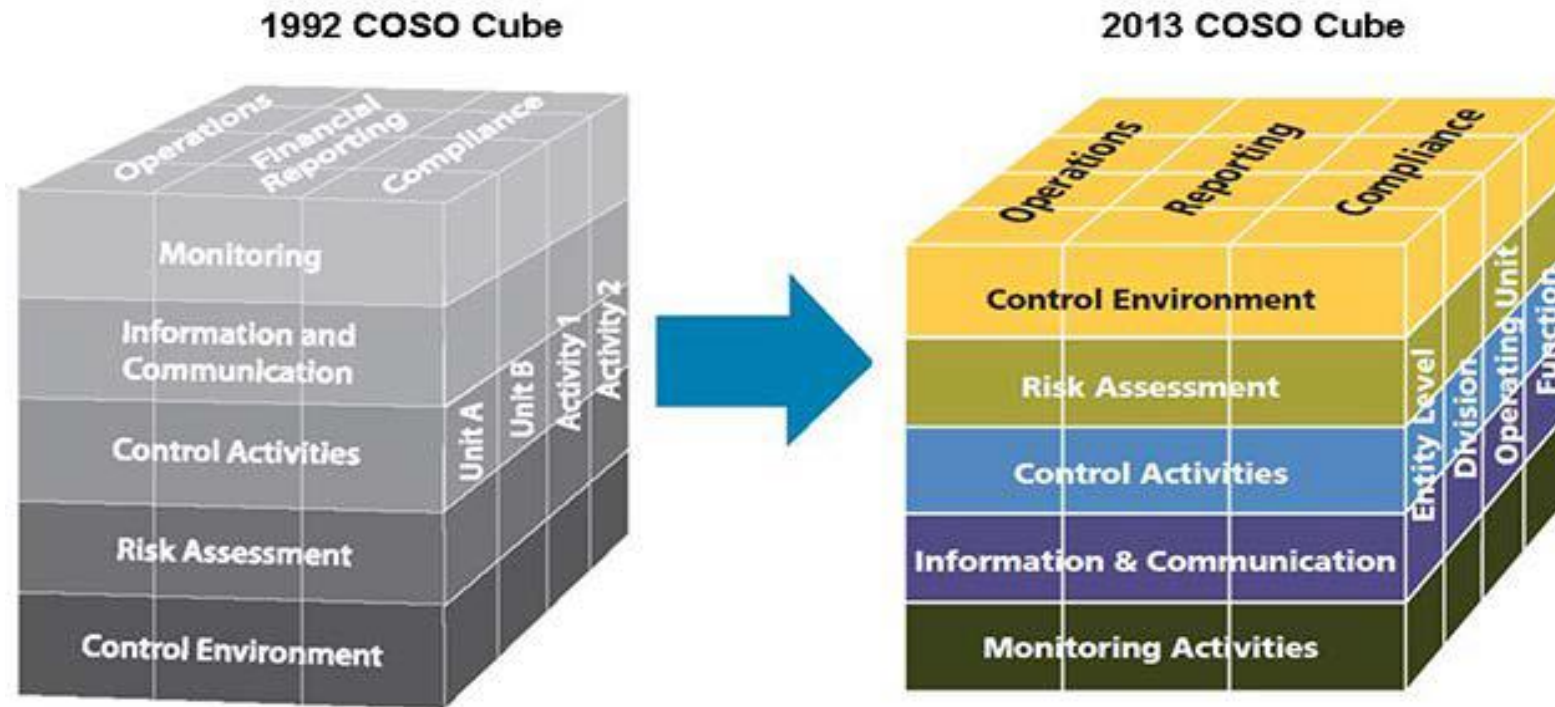 1992 COSO Cube
Operations
Financial
Reporting
Compliance
Monitoring
Information and
Communication
Control Activities
Risk Assessment
Control Environment
Unit A
Unit B
Activity 1
Activity 2
2013 COSO Cube
Operations
Reporting
Compliance
Control Environment
Risk Assessment
Control Activities
Information & Communication
Monitoring Activities
Entity Level
Division
Operating Unit
Function